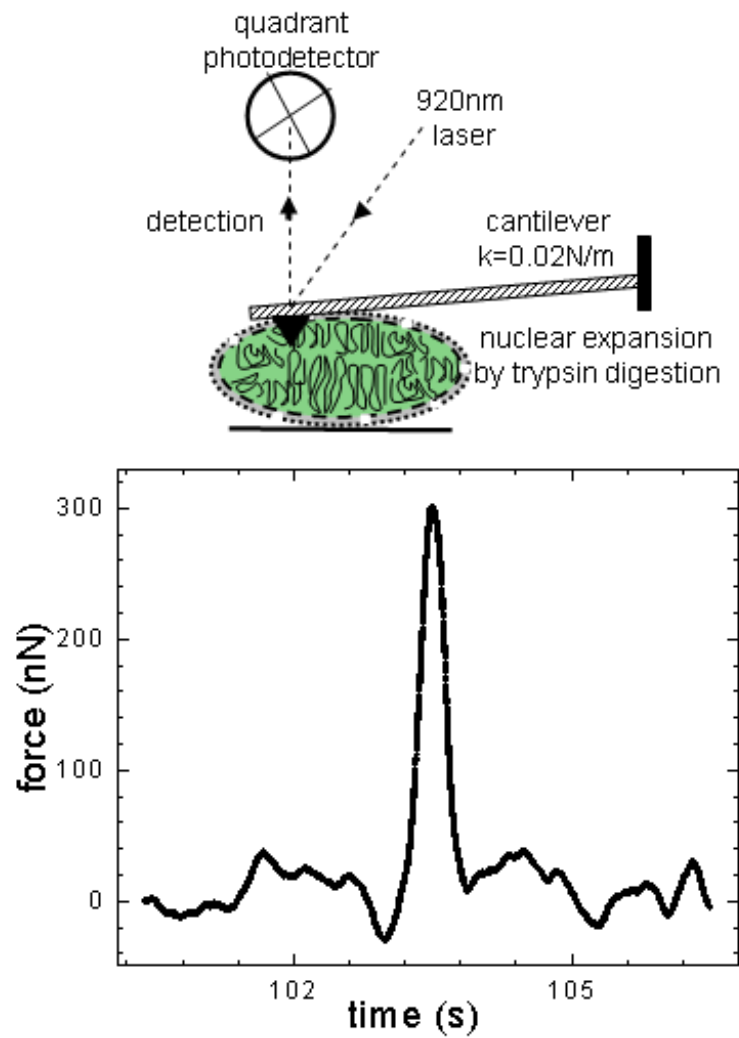 quadrant
photodetector
920nm
laser
detection
cantilever
k=0.02N/m
nuclear expansion
by trypsin digestion
300
200
100
0
force (nN)
102
105
time (s)